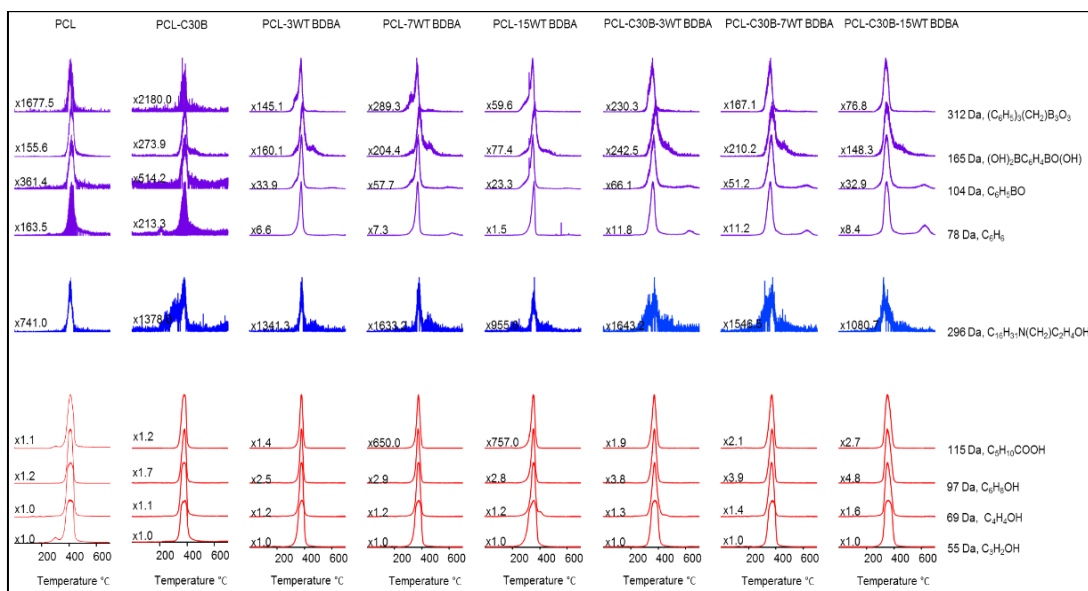 PCL PCL-C30B PCL-3WT BDBA PCL-7WT BDBA PCL-15WT BDBA PCL-C30B-3WT BDBA PCL-C30B-7WT BDBA PCL-C30B-15WT BDBA
x1677.5 x2180.0 x145.1 x289.3 x59.6 x230.3 x167.1 x76.8
312 Da, (C₆H₅)₃(CH₂)B₃O₃
x155.6 x273.9 x160.1 x204.4 x77.4 x242.5 x210.2 x148.3
165 Da, (OH)₂BC₆H₄BO(OH)
x361.4 x514.2 x33.9 x57.7 x23.3 x66.1 x51.2 x32.9
104 Da, C₆H₅BO
x163.5 x213.3 x6.6 x7.3 x1.5 x11.8 x11.2 x8.4
78 Da, C₆H₆
x741.0 x1341.3 x1633.2 x1643.2 x1546.5 x1080.7
296 Da, C₁₆H₃₁N(CH₂)C₂H₄OH
x1.1 x1.2 x1.4 x650.0 x757.0 x1.9 x2.1 x2.7
115 Da, C₅H₁₀COOH
x1.2 x1.7 x2.5 x2.9 x2.8 x3.8 x3.9 x4.8
97 Da, C₆H₈OH
x1.0 x1.1 x1.2 x1.2 x1.2 x1.3 x1.4 x1.6
69 Da, C₄H₄OH
x1.0 x1.0 x1.0 x1.0 x1.0 x1.0 x1.0 x1.0
55 Da, C₃H₂OH
200 400 600 200 400 600 200 400 600 200 400 600 200 400 600 200 400 600 200 400 600 200 400 600
Temperature °C Temperature °C Temperature °C Temperature °C Temperature °C Temperature °C Temperature °C Temperature °C